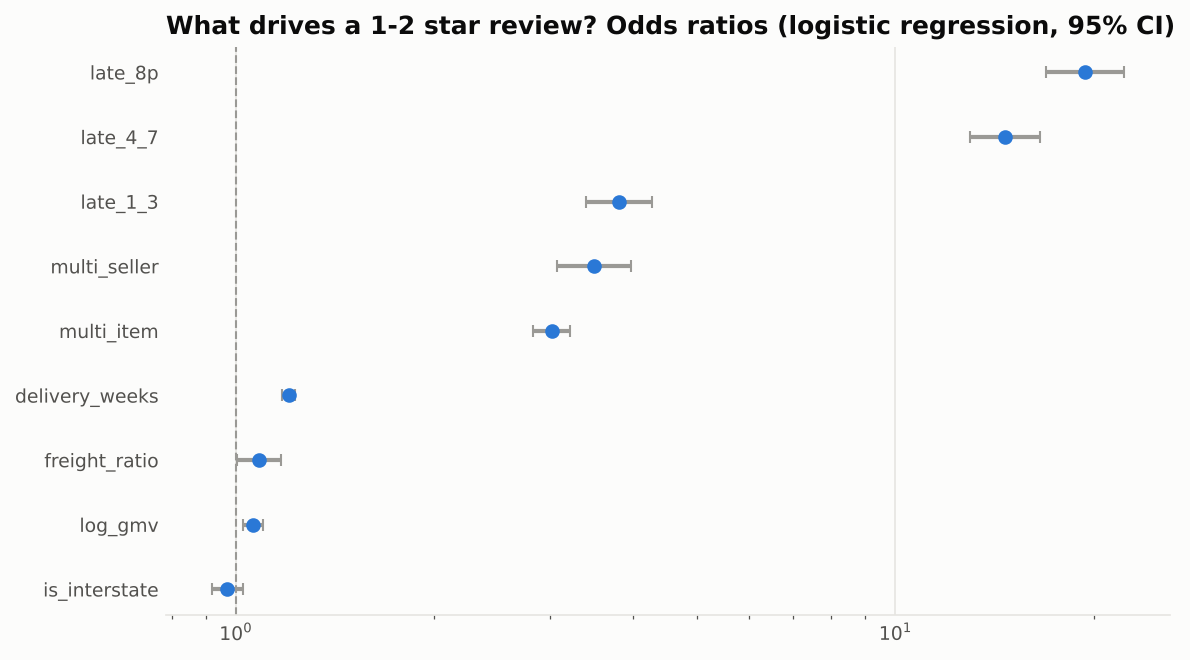 What drives a 1-2 star review? Odds ratios (logistic regression, 95% CI)
late_8p
late_4_7
late_1_3
multi_seller
multi_item
delivery_weeks
freight_ratio
log_gmv
is_interstate
10⁰ 10¹